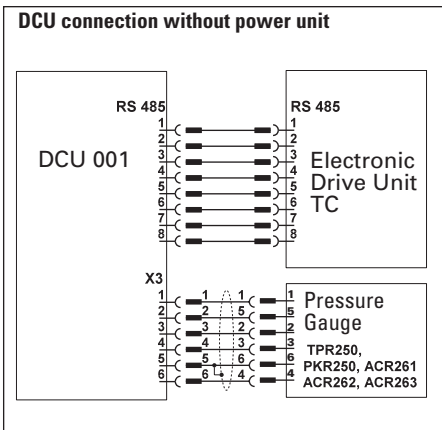 DCU connection without power unit
RS 485
RS 485
DCU 001
1
2
3
4
5
6
7
8
1
2
3
4
5
6
7
8
Electronic
Drive Unit
TC
X3
1 1 1 1
2 2 5 5
3 3 2 2
4 4 3 3
5 5 6 6
6 6 4 4
Pressure
Gauge
TPR250,
PKR250, ACR261
ACR262, ACR263